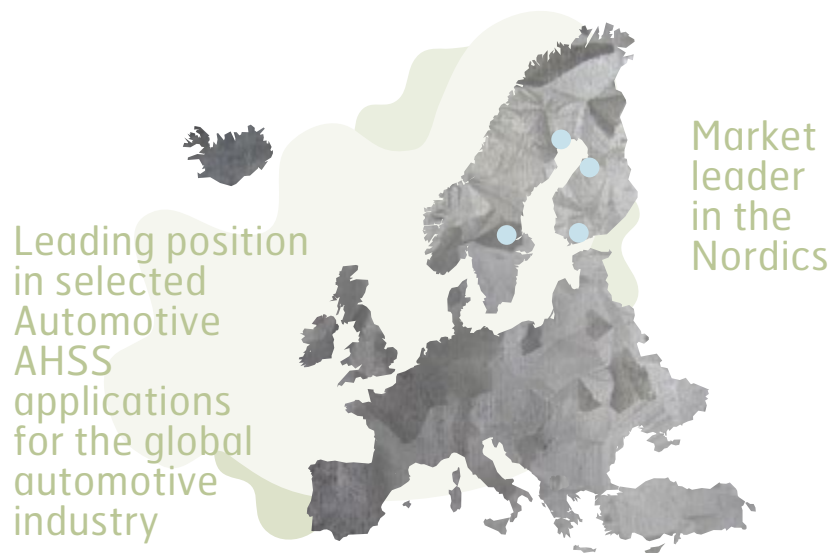 Leading position
in selected
Automotive
AHSS
applications
for the global
automotive
industry
Market
leader
in the
Nordics